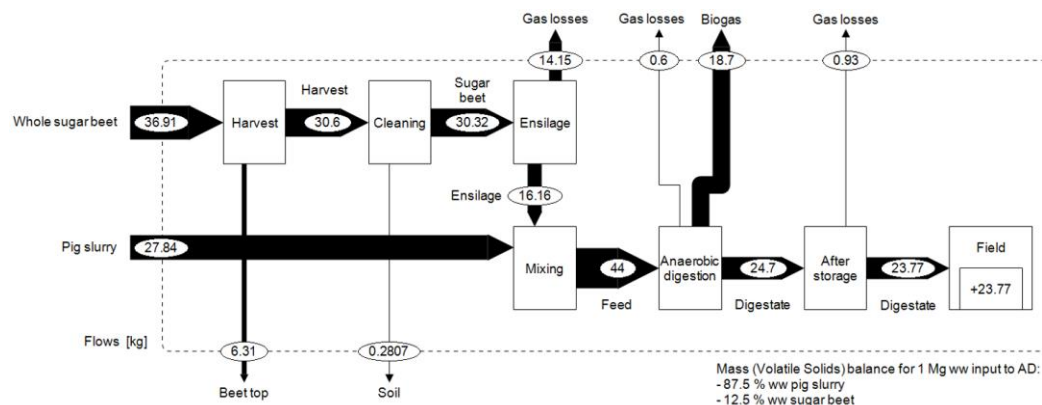 Gas losses
Gas losses
Biogas
Gas losses
14.15
0.6
18.7
0.93
Harvest
Sugar
beet
Whole sugar beet
36.91
Harvest
30.6
Cleaning
30.32
Ensilage
Ensilage
16.16
Pig slurry
27.84
Mixing
44
Feed
Anaerobic
digestion
24.7
Digestate
After
storage
23.77
Digestate
Field
+23.77
Flows [kg]
6.31
0.2807
Beet top
Soil
Mass (Volatile Solids) balance for 1 Mg ww input to AD:
- 87.5 % ww pig slurry
- 12.5 % ww sugar beet